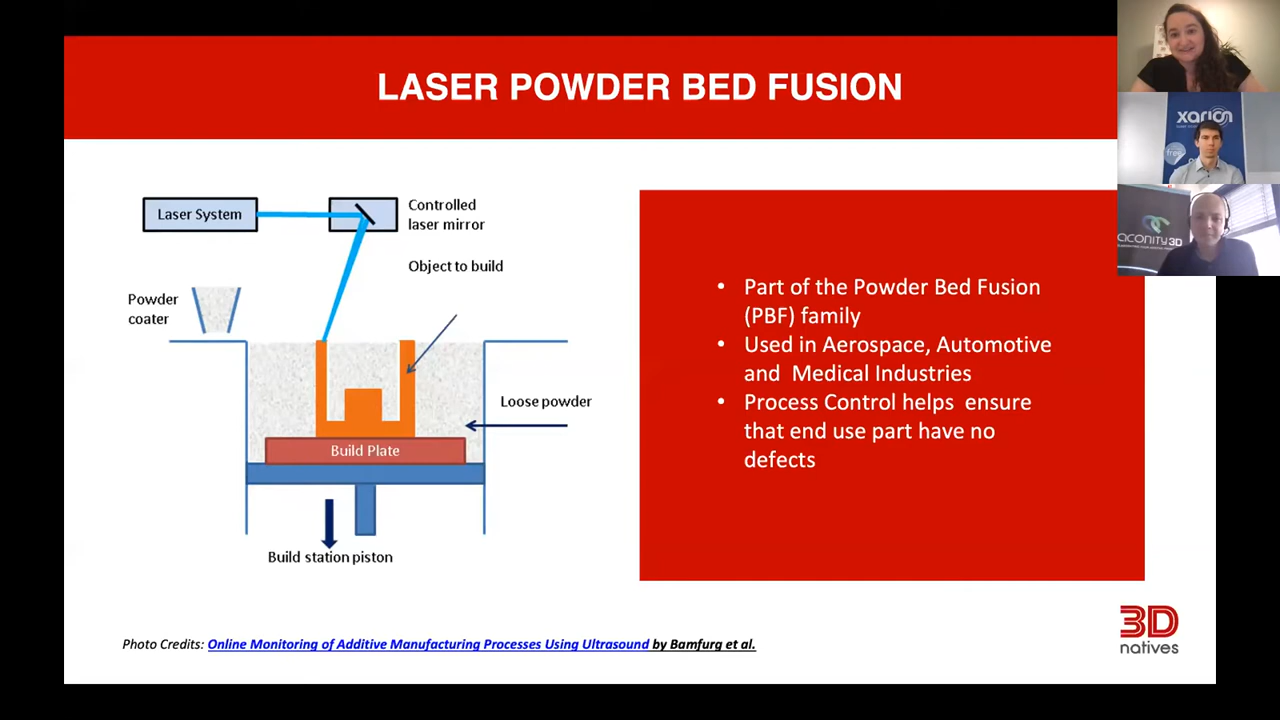 LASER POWDER BED FUSION
Laser System
Controlled
laser mirror
Object to build
Powder
coater
Loose powder
Build Plate
Build station piston
• Part of the Powder Bed Fusion
(PBF) family
• Used in Aerospace, Automotive
and Medical Industries
• Process Control helps ensure
that end use part have no
defects
Photo Credits: Online Monitoring of Additive Manufacturing Processes Using Ultrasound by Bamfurg et al.
3D
natives
xarion
free
aconity3D